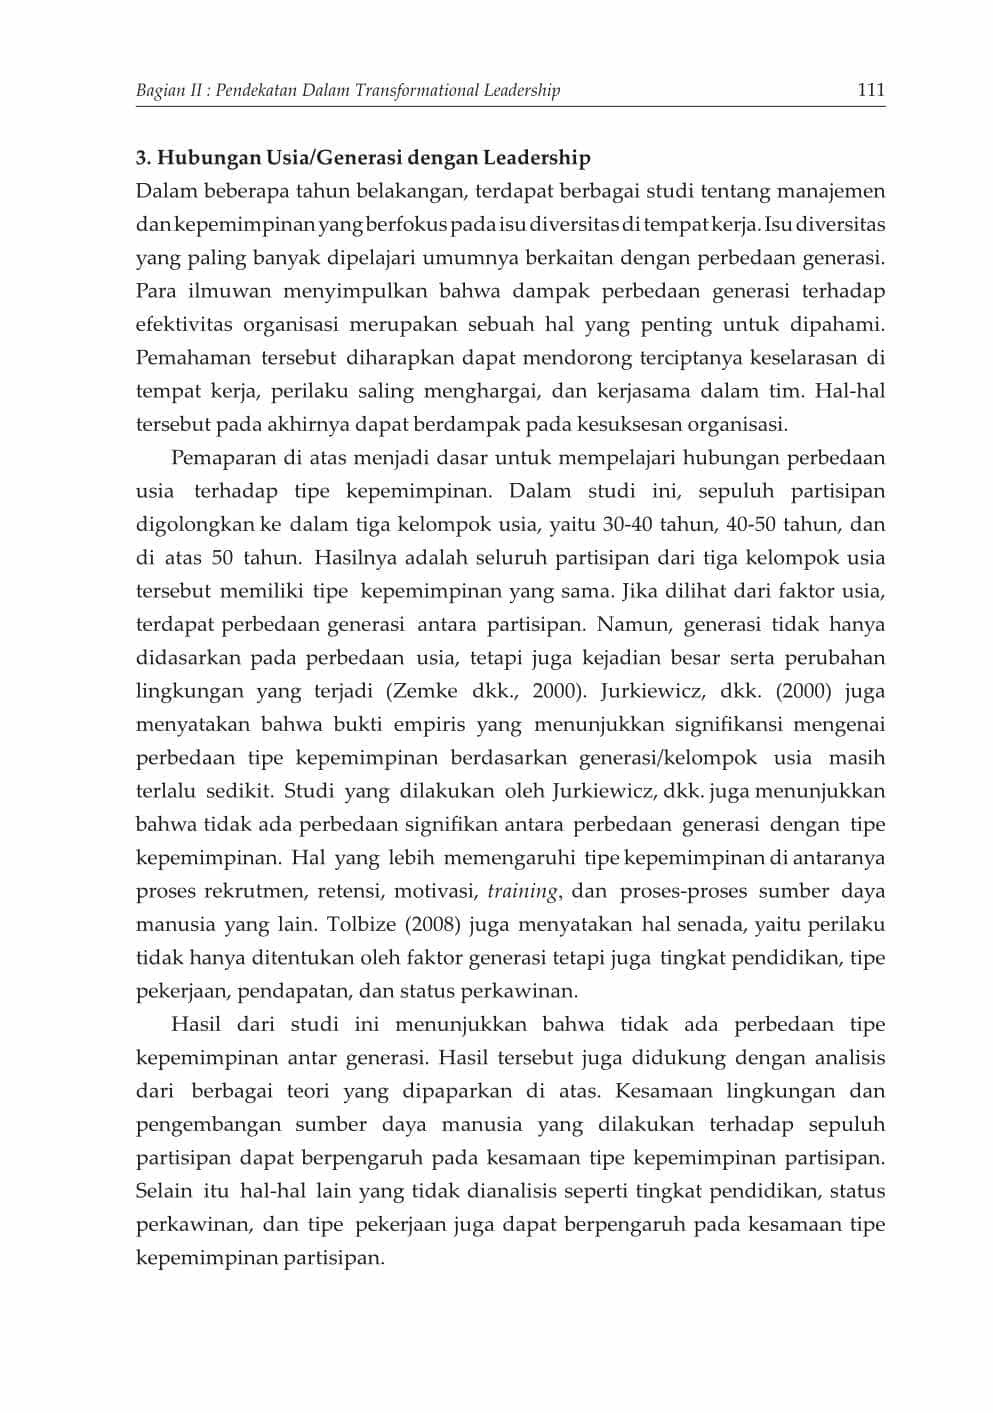 Bagian II : Pendekatan Dalam Transformational Leadership 111
3. Hubungan Usia/Generasi dengan Leadership
Dalam beberapa tahun belakangan, terdapat berbagai studi tentang manajemen
dan kepemimpinan yang berfokus pada isu diversitas di tempat kerja. Isu diversitas
yang paling banyak dipelajari umumnya berkaitan dengan perbedaan generasi.
Para ilmuwan menyimpulkan bahwa dampak perbedaan generasi terhadap
efektivitas organisasi merupakan sebuah hal yang penting untuk dipahami.
Pemahaman tersebut diharapkan dapat mendorong terciptanya keselarasan di
tempat kerja, perilaku saling menghargai, dan kerjasama dalam tim. Hal-hal
tersebut pada akhirnya dapat berdampak pada kesuksesan organisasi.
Pemaparan di atas menjadi dasar untuk mempelajari hubungan perbedaan
usia terhadap tipe kepemimpinan. Dalam studi ini, sepuluh partisipan
digolongkan ke dalam tiga kelompok usia, yaitu 30-40 tahun, 40-50 tahun, dan
di atas 50 tahun. Hasilnya adalah seluruh partisipan dari tiga kelompok usia
tersebut memiliki tipe kepemimpinan yang sama. Jika dilihat dari faktor usia,
terdapat perbedaan generasi antara partisipan. Namun, generasi tidak hanya
didasarkan pada perbedaan usia, tetapi juga kejadian besar serta perubahan
lingkungan yang terjadi (Zemke dkk., 2000). Jurkiewicz, dkk. (2000) juga
menyatakan bahwa bukti empiris yang menunjukkan signifikansi mengenai
perbedaan tipe kepemimpinan berdasarkan generasi/kelompok usia masih
terlalu sedikit. Studi yang dilakukan oleh Jurkiewicz, dkk. juga menunjukkan
bahwa tidak ada perbedaan signifikan antara perbedaan generasi dengan tipe
kepemimpinan. Hal yang lebih memengaruhi tipe kepemimpinan di antaranya
proses rekrutmen, retensi, motivasi, training, dan proses-proses sumber daya
manusia yang lain. Tolbize (2008) juga menyatakan hal senada, yaitu perilaku
tidak hanya ditentukan oleh faktor generasi tetapi juga tingkat pendidikan, tipe
pekerjaan, pendapatan, dan status perkawinan.
Hasil dari studi ini menunjukkan bahwa tidak ada perbedaan tipe
kepemimpinan antar generasi. Hasil tersebut juga didukung dengan analisis
dari berbagai teori yang dipaparkan di atas. Kesamaan lingkungan dan
pengembangan sumber daya manusia yang dilakukan terhadap sepuluh
partisipan dapat berpengaruh pada kesamaan tipe kepemimpinan partisipan.
Selain itu hal-hal lain yang tidak dianalisis seperti tingkat pendidikan, status
perkawinan, dan tipe pekerjaan juga dapat berpengaruh pada kesamaan tipe
kepemimpinan partisipan.